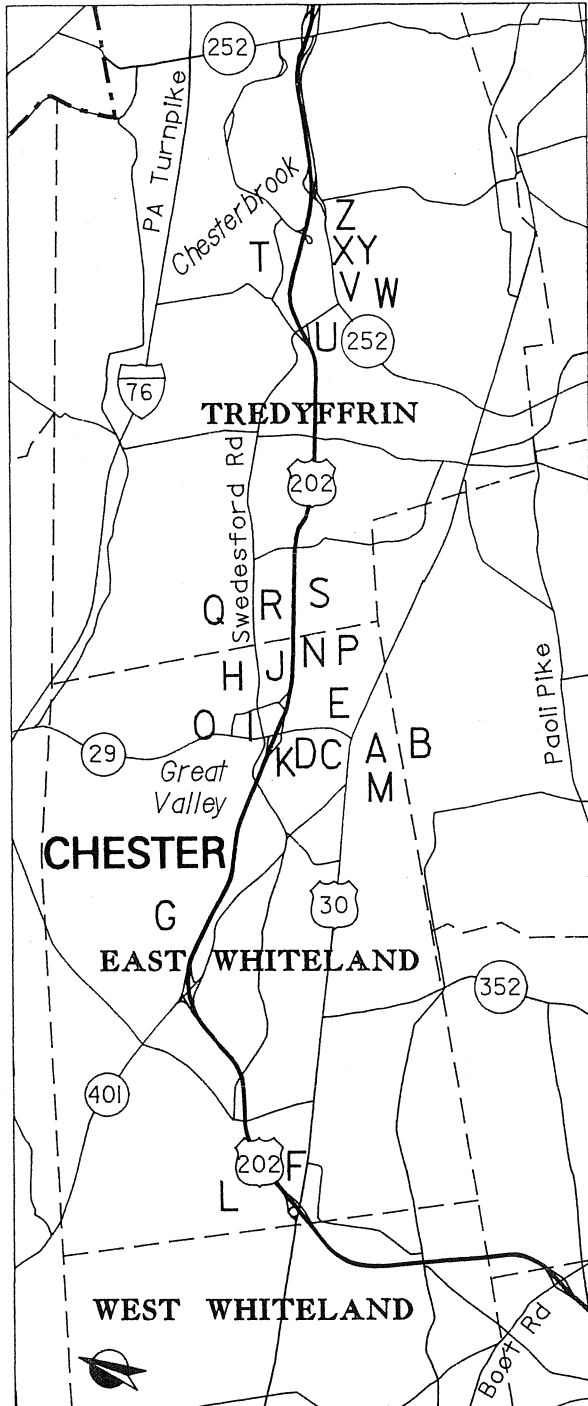 252
PA Turnpike
Chesterbrook
Z
T
XY
V W
U
252
76
TREDYFFRIN
Swedesford Rd
202
Q R S
H J N P
E
O I
29
K D C A B
M
Great
Valley
Paoli Pike
CHESTER
30
G
EAST WHITELAND
352
401
202
F
L
WEST WHITELAND
Boot Rd